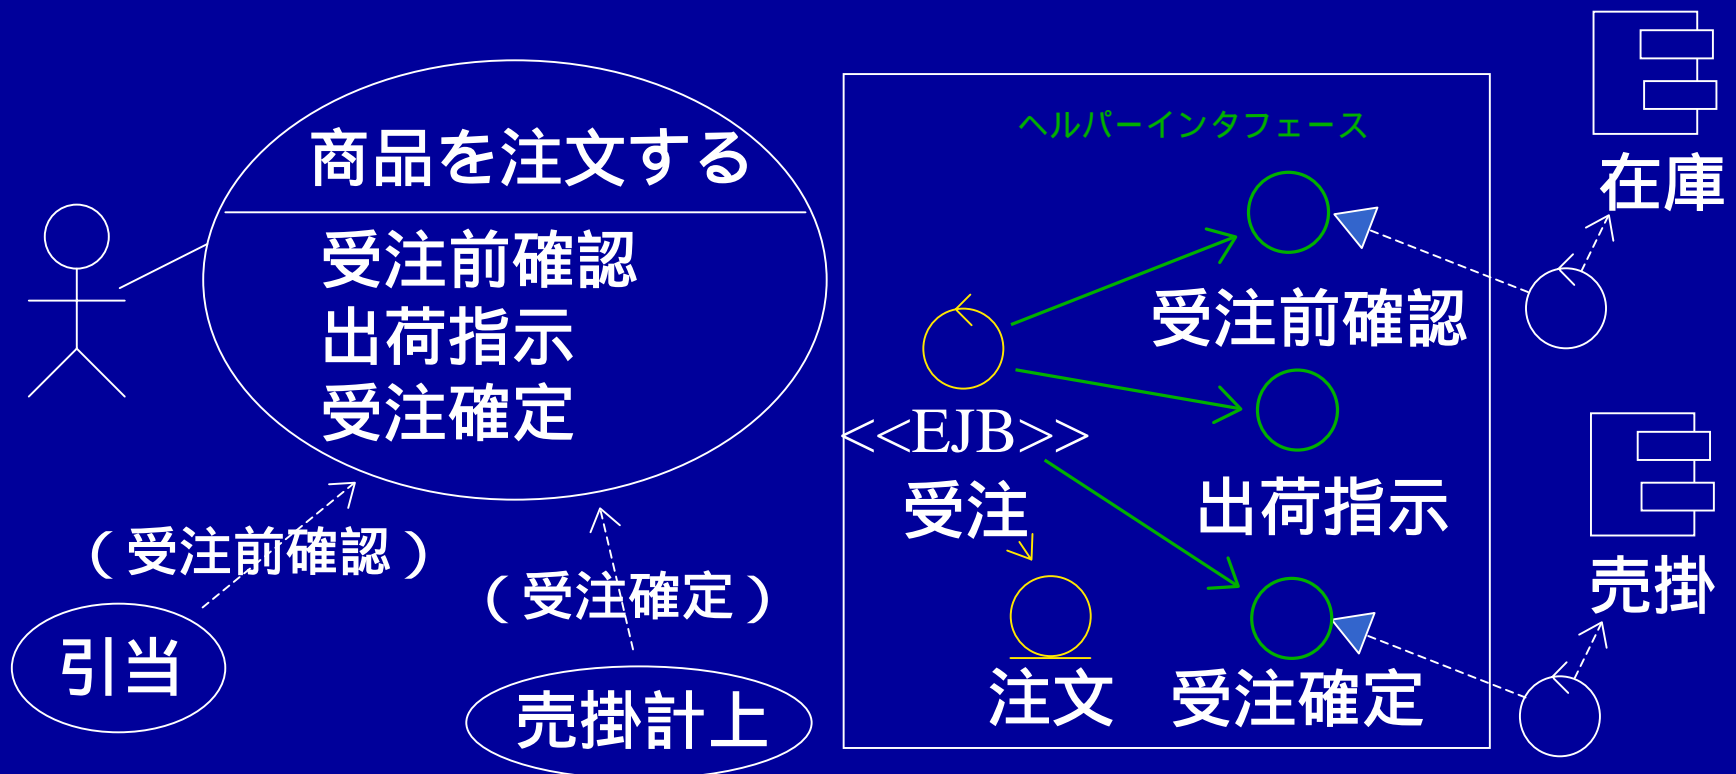 商品を注文する
受注前確認
出荷指示
受注確定
（受注前確認）
（受注確定）
引当
売掛計上
ヘルパーインタフェース
受注前確認
<<EJB>>
受注
出荷指示
注文
受注確定
在庫
売掛